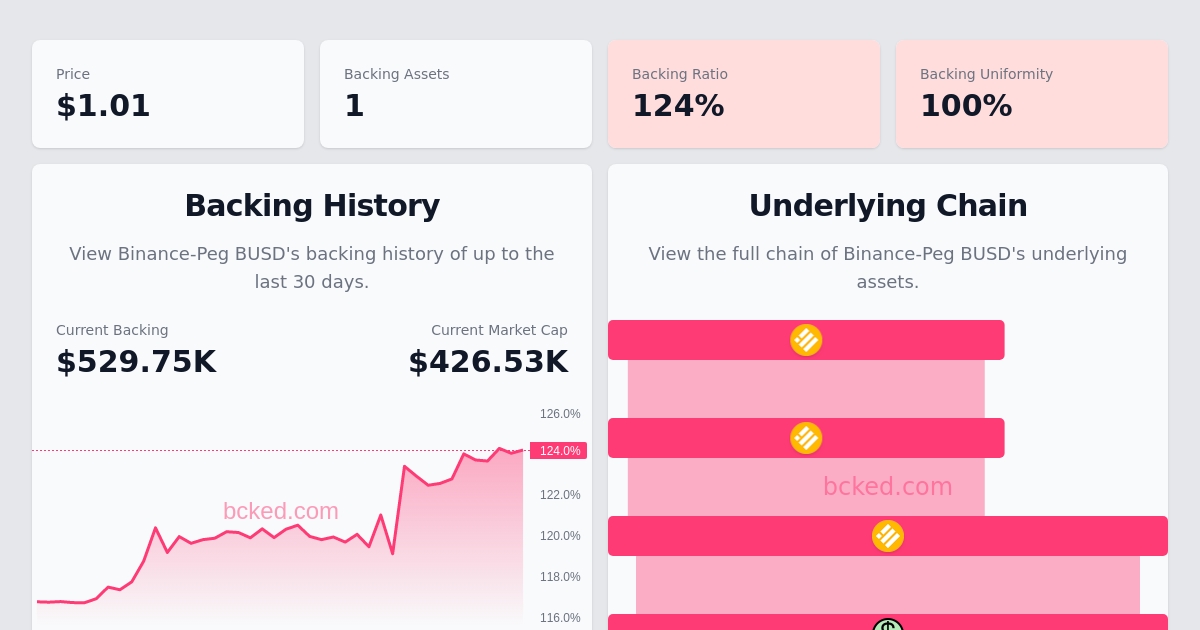 Price
$1.01
Backing Assets
1
Backing Ratio
124%
Backing Uniformity
100%
Backing History
View Binance-Peg BUSD's backing history of up to the
last 30 days.
Current Backing
$529.75K
Current Market Cap
$426.53K
126.0%
124.0%
122.0%
120.0%
118.0%
116.0%
bcked.com
Underlying Chain
View the full chain of Binance-Peg BUSD's underlying
assets.
bcked.com
$